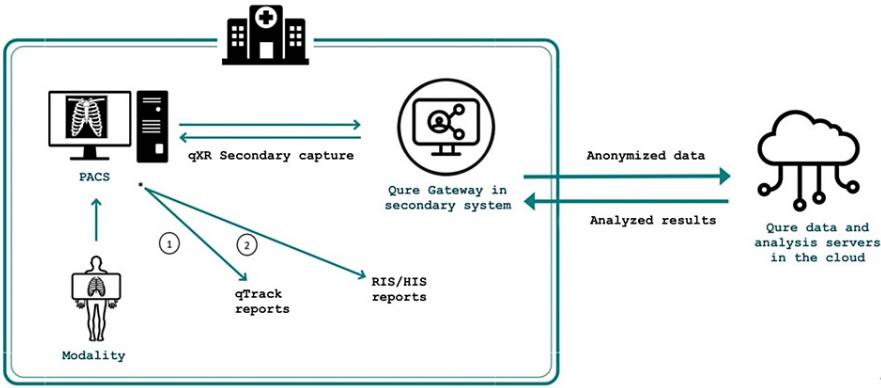 qXR Secondary capture
PACS
Qure Gateway in
secondary system
Anonymized data
Analyzed results
Qure data and
analysis servers
in the cloud
1
2
qTrack
reports
RIS/HIS
reports
Modality